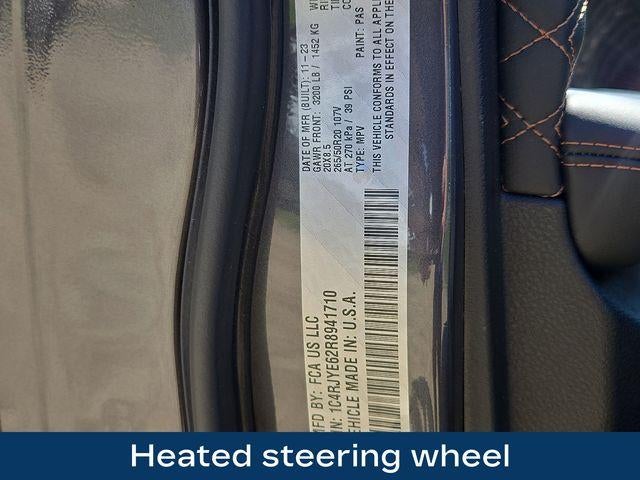 DATE OF MFR (BUILT): 11-23
GAWR FRONT: 3200 LB / 1452 KG
20X8.5
265/50R20 107V
AT 270 kPa / 39 PSI
TYPE: MPV
PAINT: PAS
THIS VEHICLE CONFORMS TO ALL APPLI
STANDARDS IN EFFECT ON THE
MFD BY: FCA US LLC
IN: 1C4RJYE62R8941710
EHICLE MADE IN: U.S.A.
Heated steering wheel